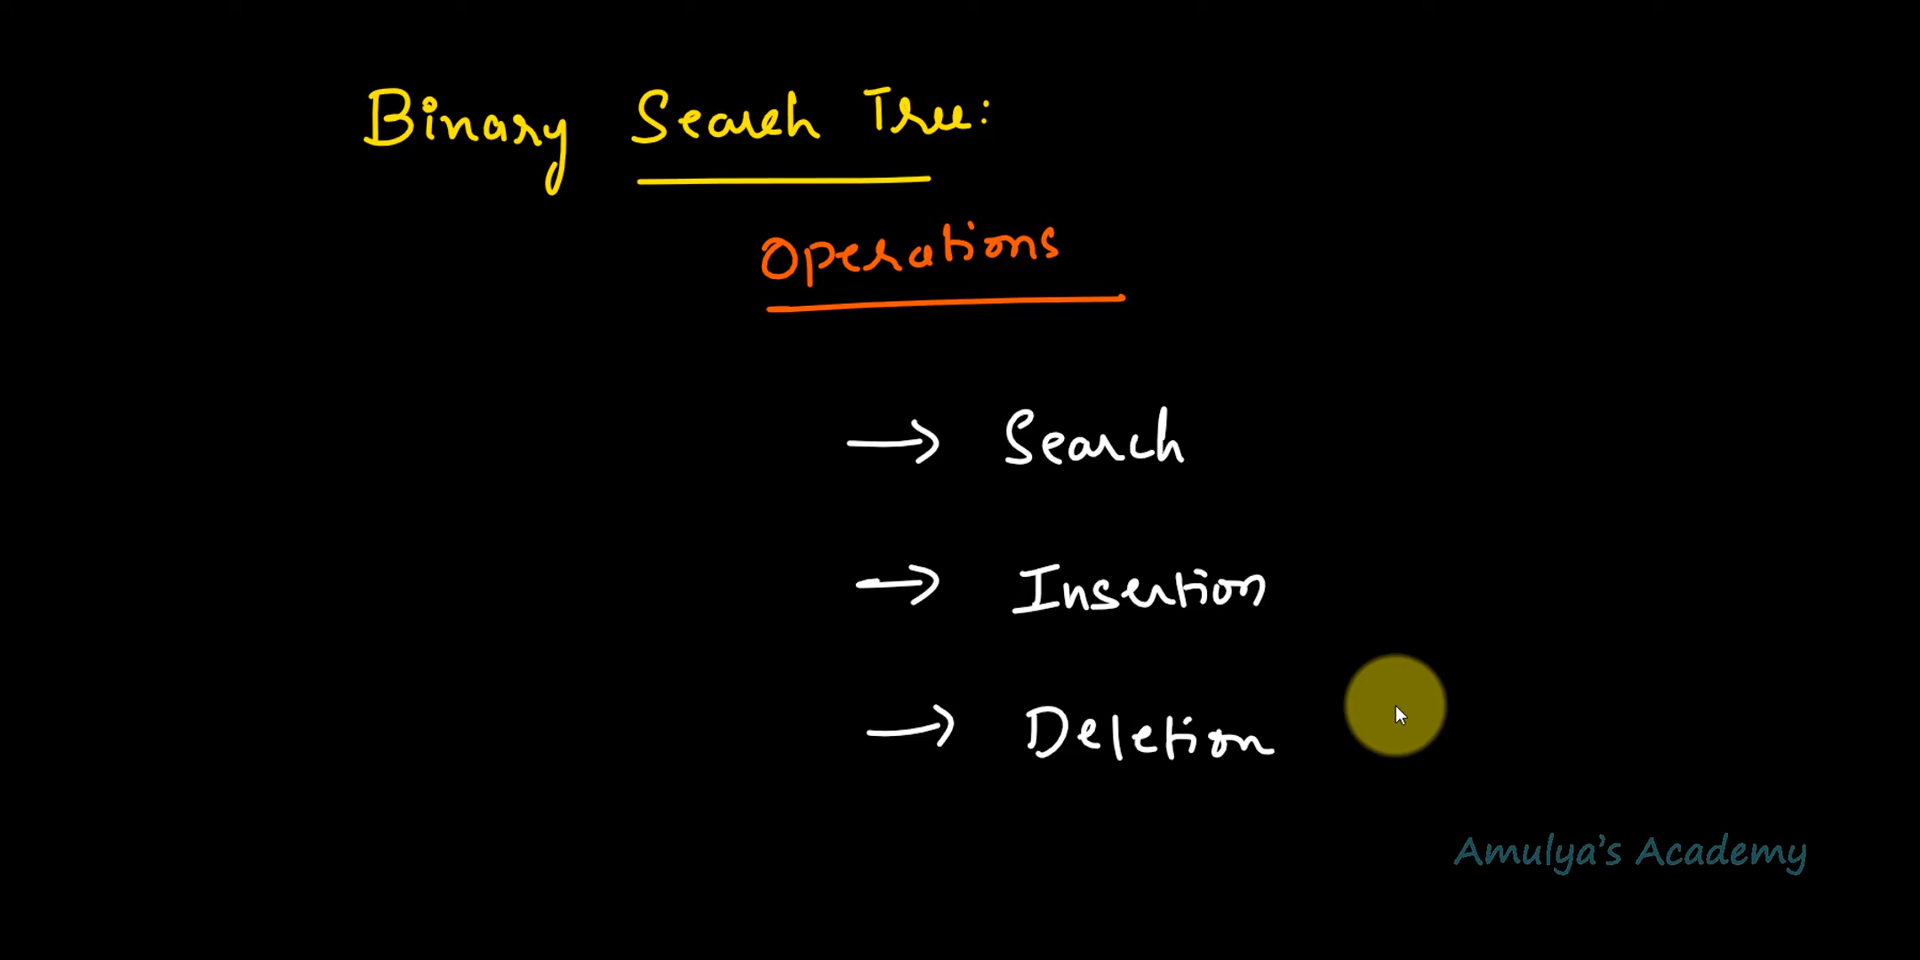 Binary Search Tree:
Operations
→ Search
→ Insertion
→ Deletion
Amulya's Academy